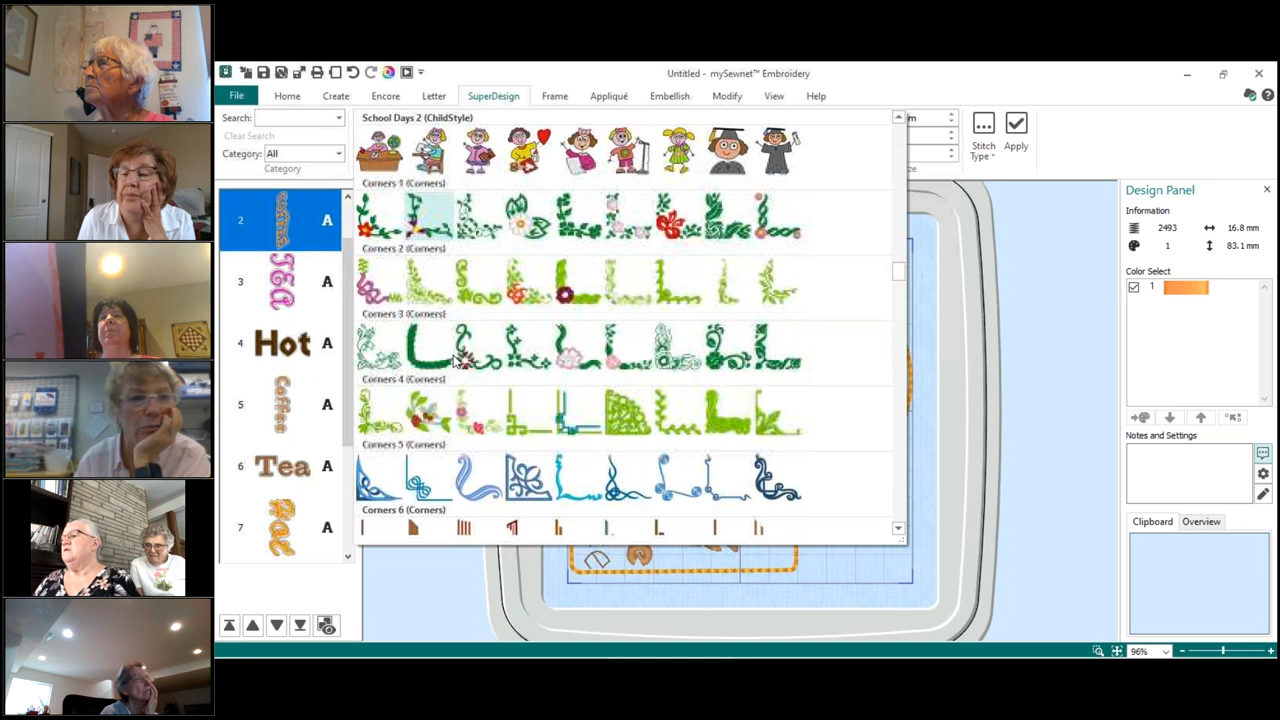 Untitled - mySewnet™ Embroidery
File
Home
Create
Encore
Letter
SuperDesign
Frame
Appliqué
Embellish
Modify
View
Help
Search:
Clear Search
Category: All
Category
School Days 2 (ChildStyle)
Corners 1 (Corners)
Corners 2 (Corners)
Corners 3 (Corners)
Corners 4 (Corners)
Corners 5 (Corners)
Corners 6 (Corners)
Stitch
Type
Apply
2 A
3 TEA A
4 Hot A
5 Coffee A
6 Tea A
7 Hot A
Design Panel
Information
2493 16.8 mm
1 83.1 mm
Color Select
1
Notes and Settings
Clipboard Overview
96%